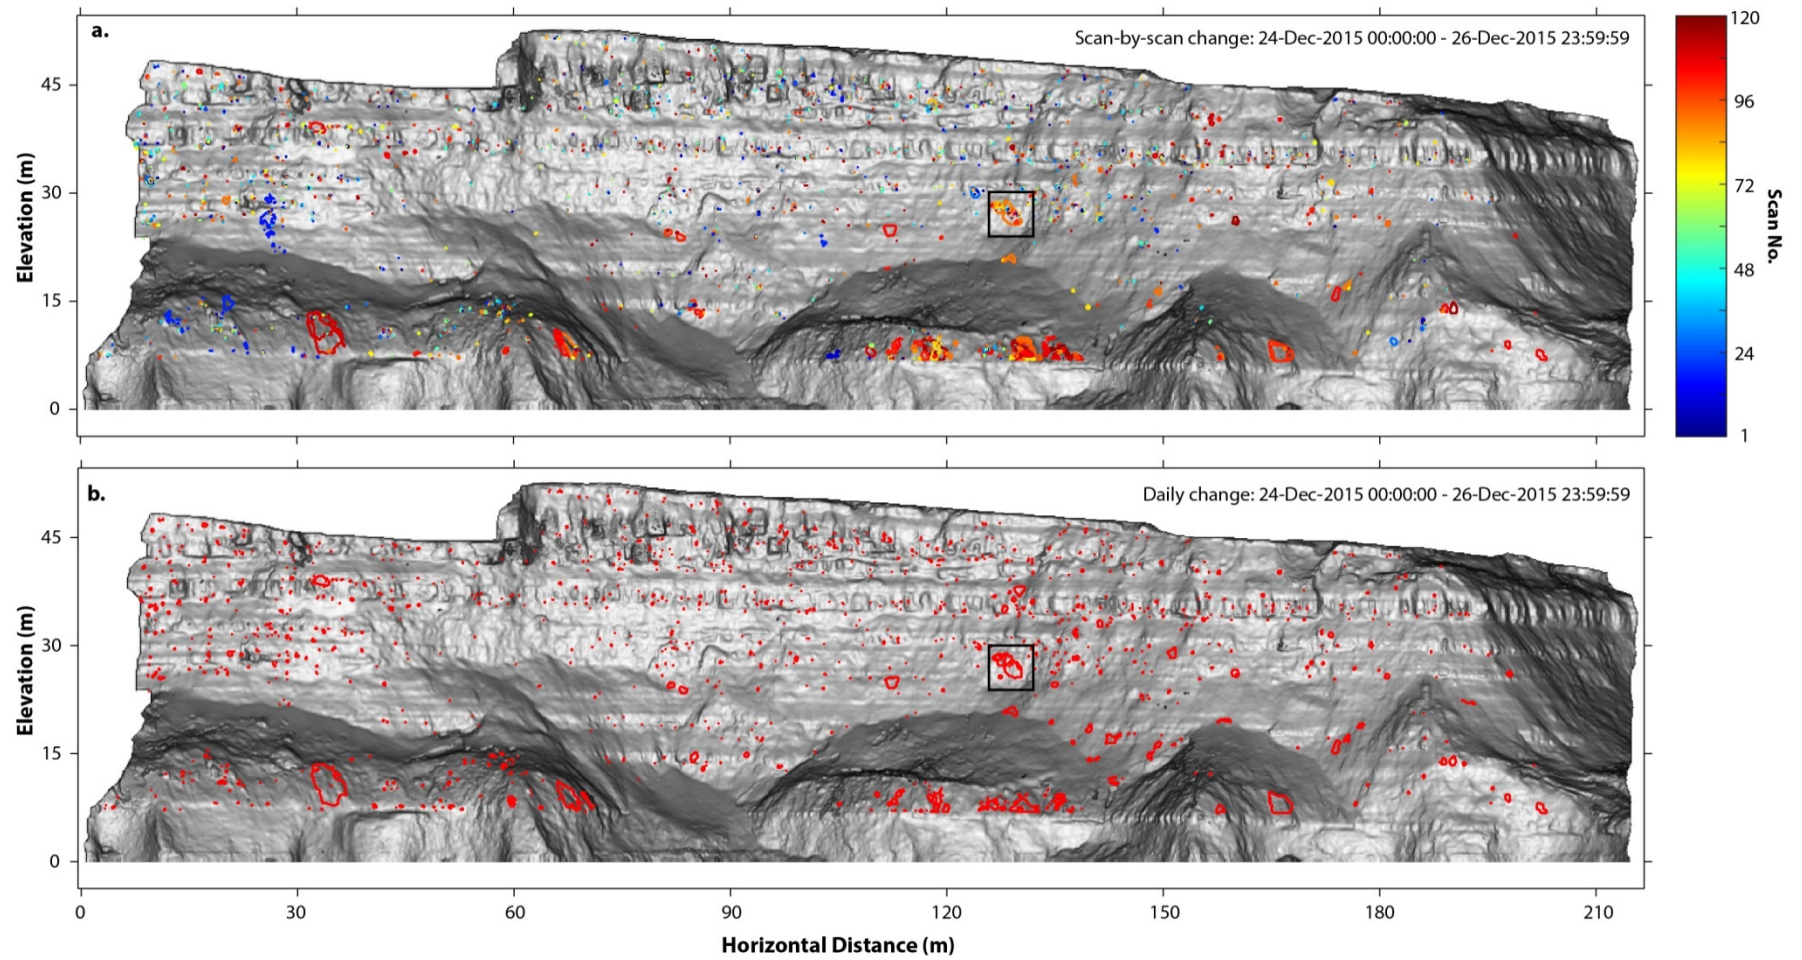 a.
Scan-by-scan change: 24-Dec-2015 00:00:00 - 26-Dec-2015 23:59:59
45
30
15
0
Elevation (m)
120
96
72
48
24
1
Scan No.
b.
Daily change: 24-Dec-2015 00:00:00 - 26-Dec-2015 23:59:59
45
30
15
0
Elevation (m)
0 30 60 90 120 150 180 210
Horizontal Distance (m)